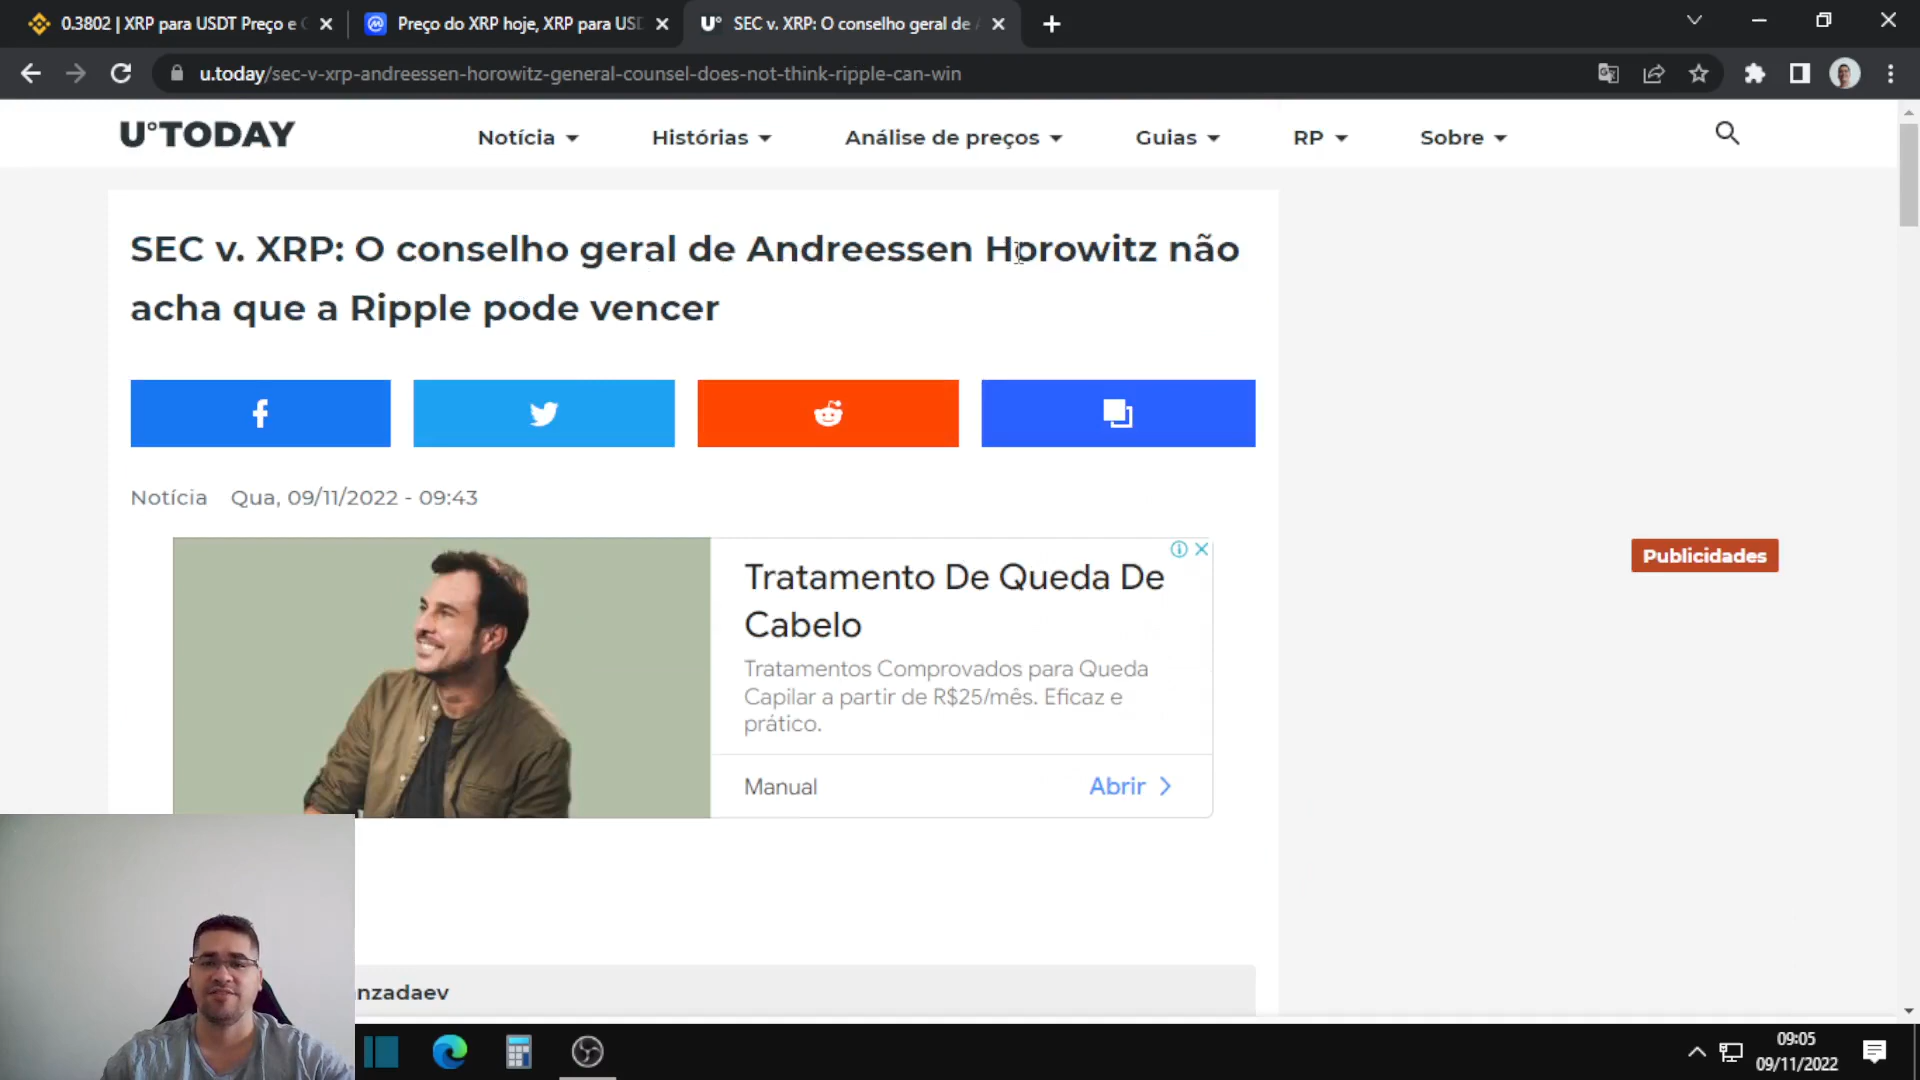 0.3802 | XRP para USDT Preço e
Preço do XRP hoje, XRP para USD
SEC v. XRP: O conselho geral de
u.today/sec-v-xrp-andreessen-horowitz-general-counsel-does-not-think-ripple-can-win
U°TODAY
Notícia
Histórias
Análise de preços
Guias
RP
Sobre
SEC v. XRP: O conselho geral de Andreessen Horowitz não
acha que a Ripple pode vencer
Notícia Qua, 09/11/2022 - 09:43
Tratamento De Queda De
Cabelo
Tratamentos Comprovados para Queda
Capilar a partir de R$25/mês. Eficaz e
prático.
Manual
Abrir
Publicidades
nzadaev
09:05
09/11/2022